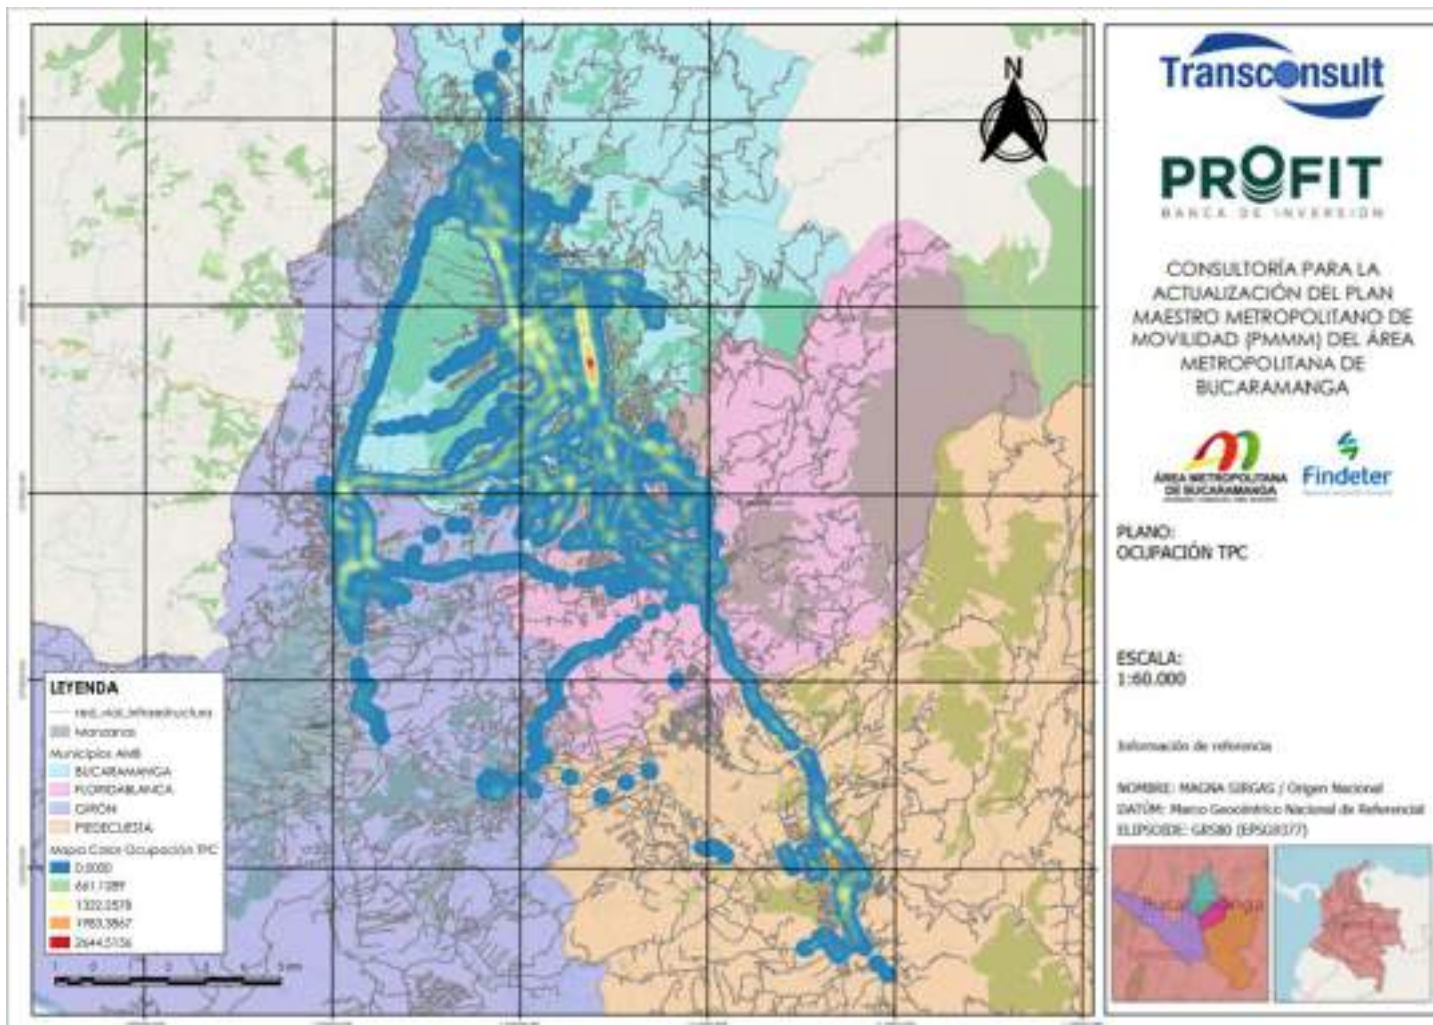 N
LEYENDA
red_vial_infraestructura
Manzanas
Municipios AMB
BUCARAMANGA
FLORIDABLANCA
GIRÓN
PIEDECUESTA
Mapa Calor Ocupación TPC
0.0000
661.1289
1322.2578
1983.3867
2644.5156
Transconsult
PROFIT
BANCA DE INVERSIÓN
CONSULTORÍA PARA LA
ACTUALIZACIÓN DEL PLAN
MAESTRO METROPOLITANO DE
MOVILIDAD (PMMM) DEL ÁREA
METROPOLITANA DE
BUCARAMANGA
ÁREA METROPOLITANA
DE BUCARAMANGA
Findeter
PLANO:
OCUPACIÓN TPC
ESCALA:
1:60.000
Información de referencia
NOMBRE: MAGNA SIRGAS / Origen Nacional
DATÚM: Marco Geocéntrico Nacional de Referencial
ELIPSOIDE: GRS80 (EPSG9377)